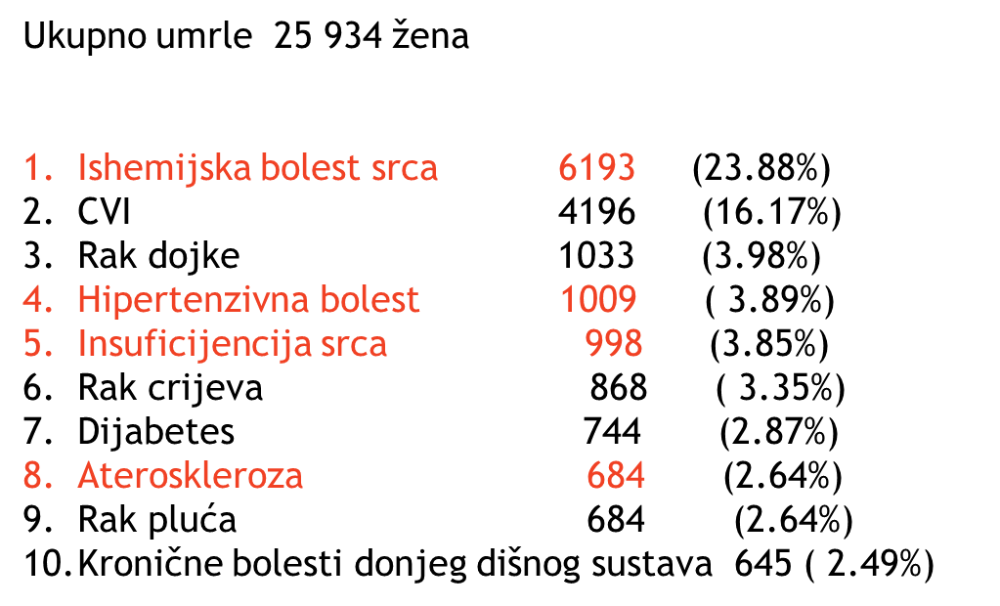 Ukupno umrle 25 934 žena
1. Ishemijska bolest srca 6193 (23.88%)
2. CVI 4196 (16.17%)
3. Rak dojke 1033 (3.98%)
4. Hipertenzivna bolest 1009 ( 3.89%)
5. Insuficijencija srca 998 (3.85%)
6. Rak crijeva 868 ( 3.35%)
7. Dijabetes 744 (2.87%)
8. Ateroskleroza 684 (2.64%)
9. Rak pluća 684 (2.64%)
10. Kronične bolesti donjeg dišnog sustava 645 ( 2.49%)